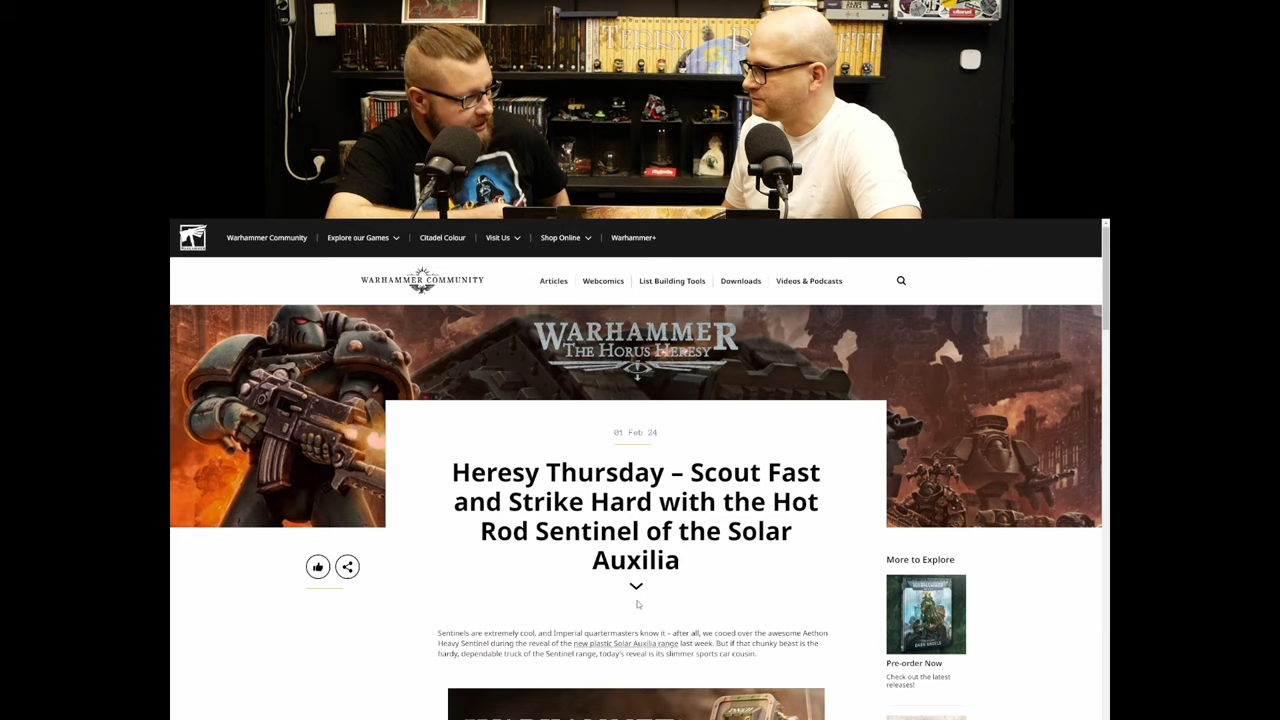 TERRY P
ETT
Warhammer Community
Explore our Games
Citadel Colour
Visit Us
Shop Online
Warhammer+
WARHAMMER COMMUNITY
Articles
Webcomics
List Building Tools
Downloads
Videos & Podcasts
WARHAMMER
THE HORUS HERESY
01 Feb 24
Heresy Thursday – Scout Fast
and Strike Hard with the Hot
Rod Sentinel of the Solar
Auxilia
More to Explore
Sentinels are extremely cool, and Imperial quartermasters know it – after all, we cooed over the awesome Aethon
Heavy Sentinel during the reveal of the new plastic Solar Auxilia range last week. But if that chunky beast is the
hardy, dependable truck of the Sentinel range, today's reveal is its slimmer sports car cousin.
DARK ANGELS
Pre-order Now
Check out the latest
releases!